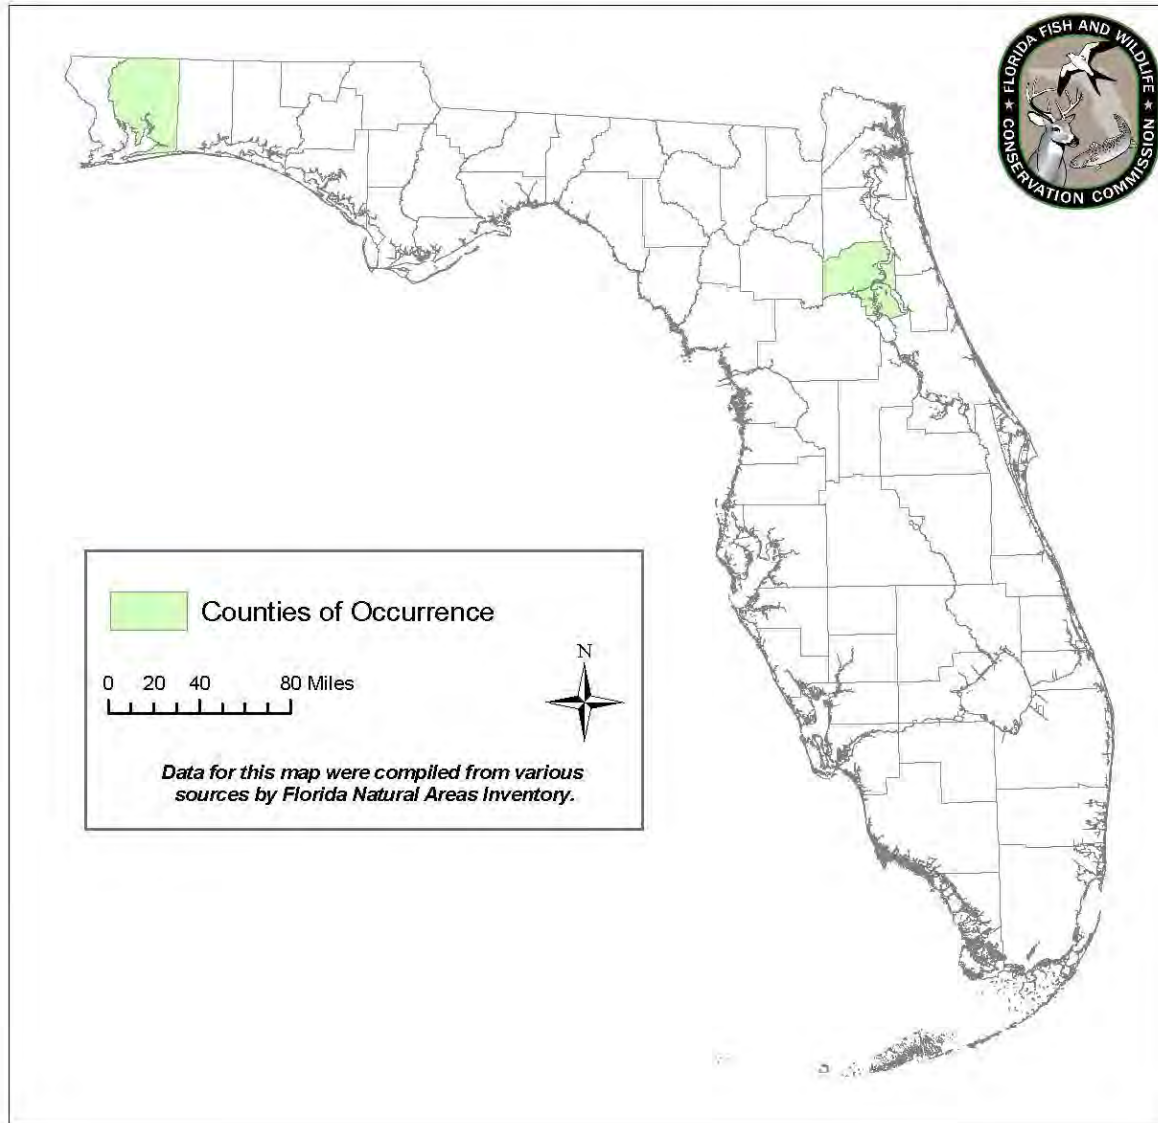 ★ FLORIDA FISH AND WILDLIFE ★
CONSERVATION COMMISSION
Counties of Occurrence
N
0 20 40 80 Miles
Data for this map were compiled from various
sources by Florida Natural Areas Inventory.